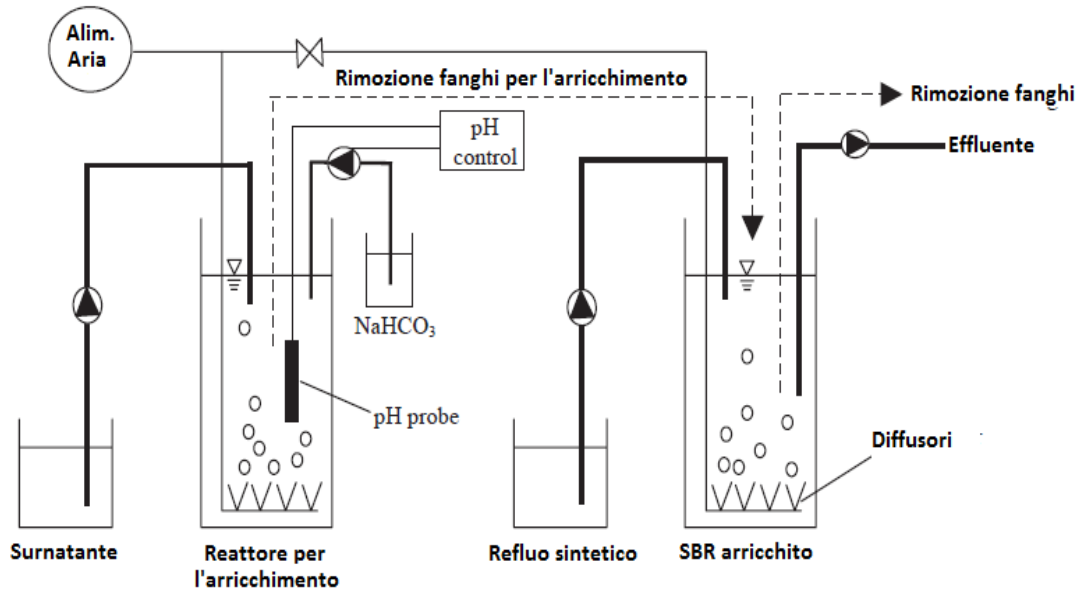 Alim.
Aria
Rimozione fanghi per l'arricchimento
Rimozione fanghi
pH
control
Effluente
NaHCO₃
pH probe
Diffusori
Surnatante
Reattore per
l'arricchimento
Refluo sintetico
SBR arricchito